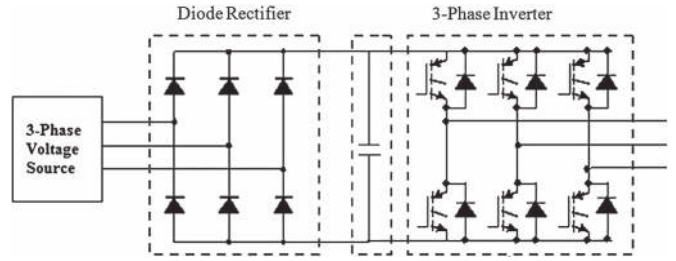 Diode Rectifier
3-Phase Inverter
3-Phase
Voltage
Source